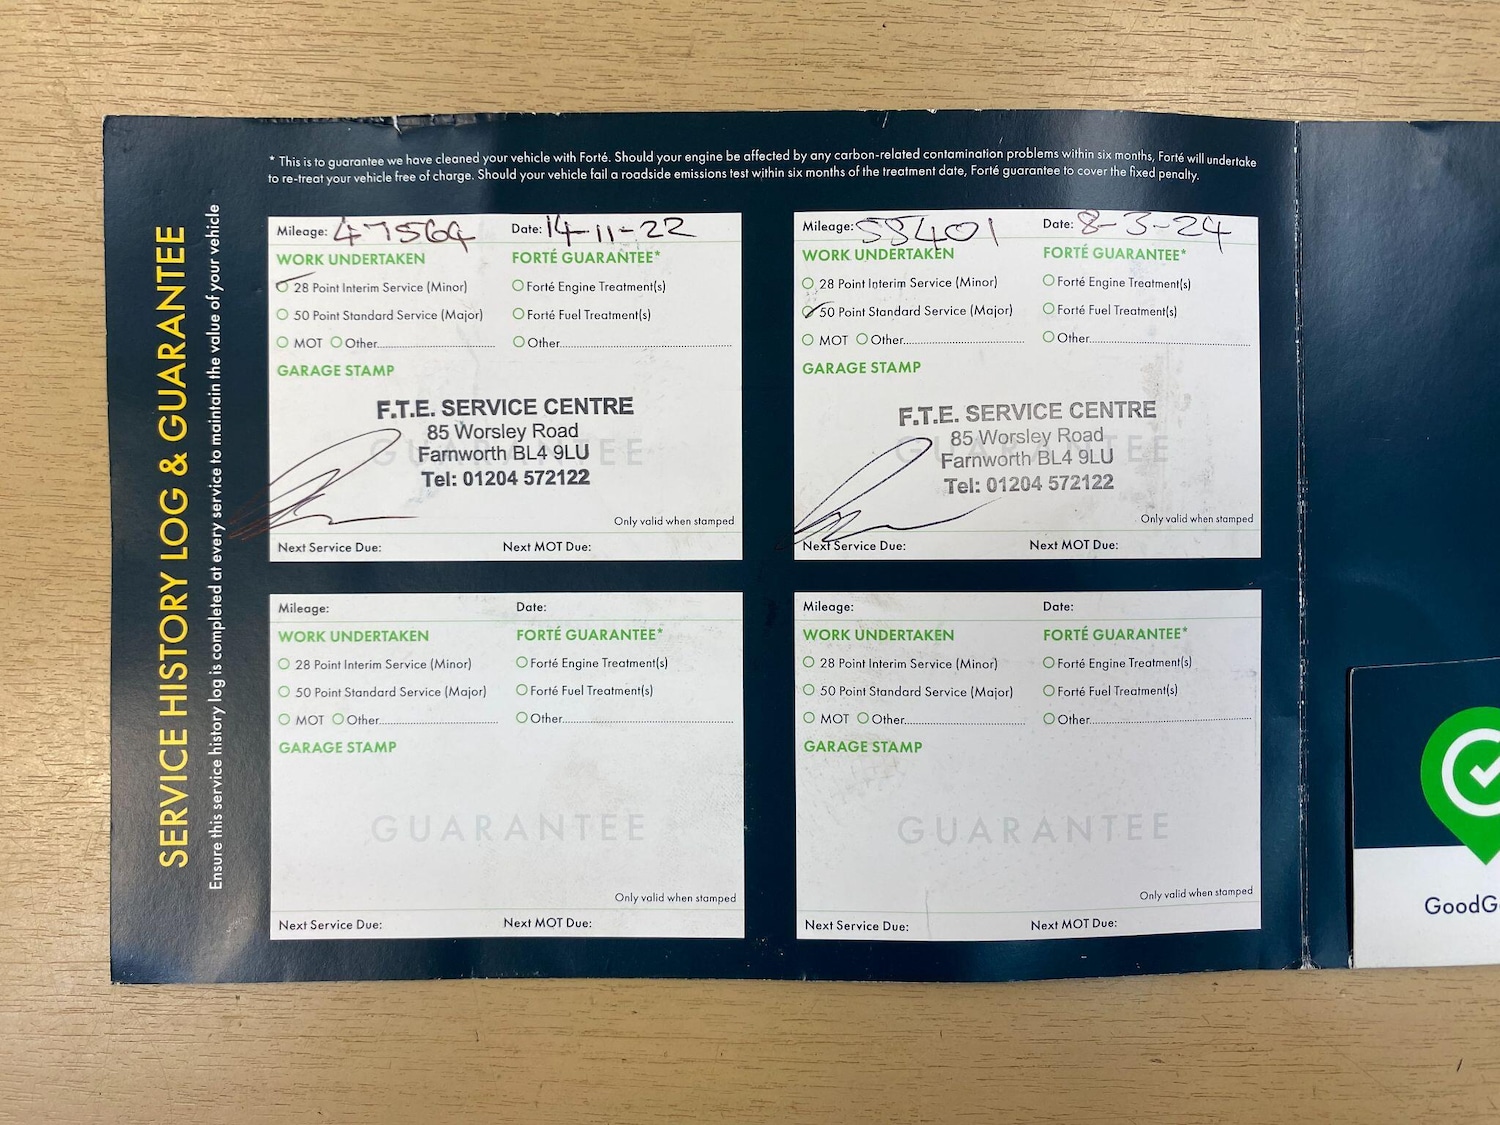 SERVICE HISTORY LOG & GUARANTEE
Ensure this service history log is completed at every service to maintain the value of your vehicle
* This is to guarantee we have cleaned your vehicle with Forté. Should your engine be affected by any carbon-related contamination problems within six months, Forté will undertake
to re-treat your vehicle free of charge. Should your vehicle fail a roadside emissions test within six months of the treatment date, Forté guarantee to cover the fixed penalty.
Mileage: 47564 Date: 14-11-22
WORK UNDERTAKEN FORTÉ GUARANTEE*
28 Point Interim Service (Minor) Forté Engine Treatment(s)
50 Point Standard Service (Major) Forté Fuel Treatment(s)
MOT Other Other
GARAGE STAMP
F.T.E. SERVICE CENTRE
85 Worsley Road
GUARANTEE
Farnworth BL4 9LU
Tel: 01204 572122
Only valid when stamped
Next Service Due: Next MOT Due:
Mileage: 58401 Date: 8-3-24
WORK UNDERTAKEN FORTÉ GUARANTEE*
28 Point Interim Service (Minor) Forté Engine Treatment(s)
50 Point Standard Service (Major) Forté Fuel Treatment(s)
MOT Other Other
GARAGE STAMP
F.T.E. SERVICE CENTRE
85 Worsley Road
GUARANTEE
Farnworth BL4 9LU
Tel: 01204 572122
Only valid when stamped
Next Service Due: Next MOT Due:
Mileage: Date:
WORK UNDERTAKEN FORTÉ GUARANTEE*
28 Point Interim Service (Minor) Forté Engine Treatment(s)
50 Point Standard Service (Major) Forté Fuel Treatment(s)
MOT Other Other
GARAGE STAMP
GUARANTEE
Only valid when stamped
Next Service Due: Next MOT Due:
Mileage: Date:
WORK UNDERTAKEN FORTÉ GUARANTEE*
28 Point Interim Service (Minor) Forté Engine Treatment(s)
50 Point Standard Service (Major) Forté Fuel Treatment(s)
MOT Other Other
GARAGE STAMP
GUARANTEE
Only valid when stamped
Next Service Due: Next MOT Due: